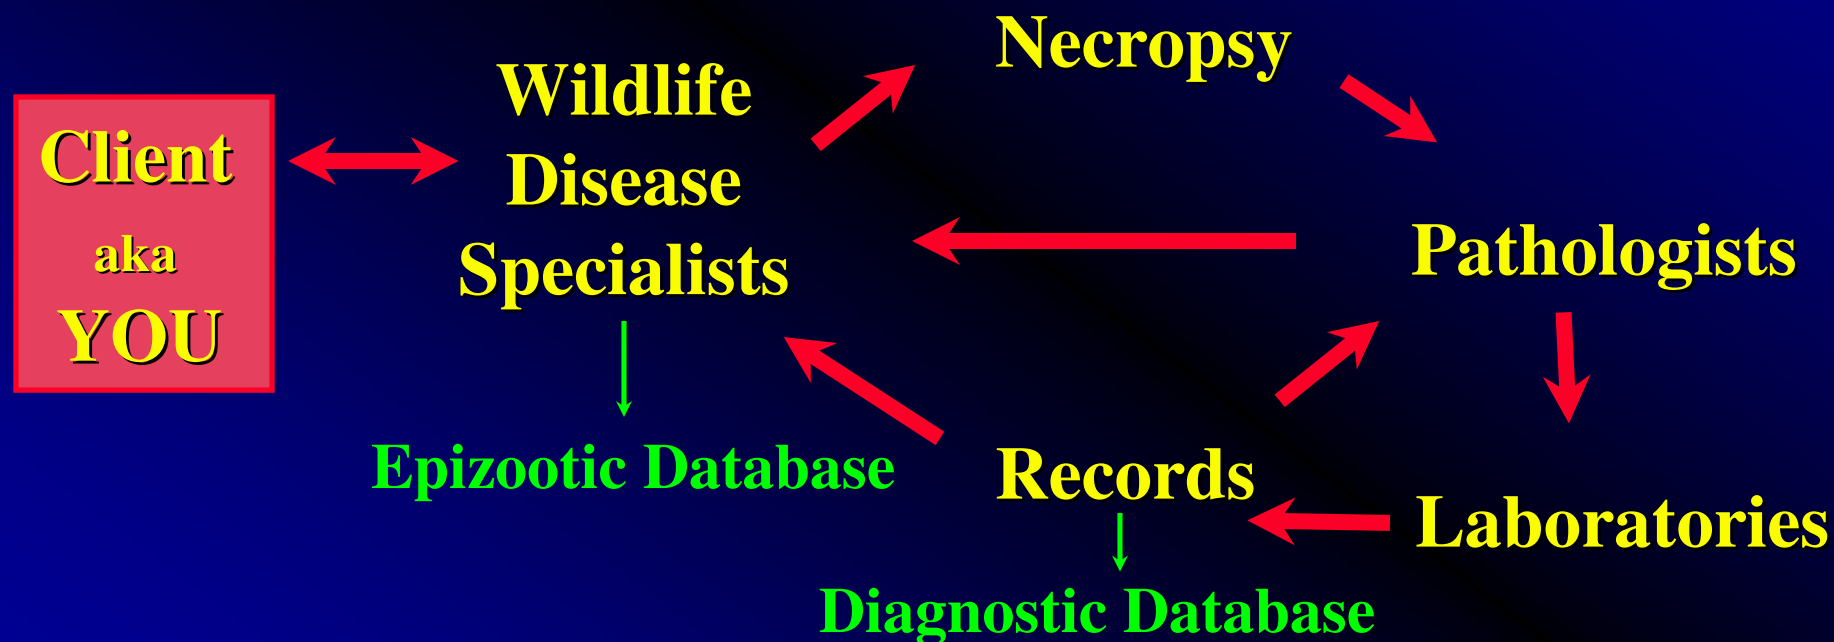 Client
aka
YOU
Wildlife
Disease
Specialists
Necropsy
Pathologists
Epizootic Database
Records
Laboratories
Diagnostic Database